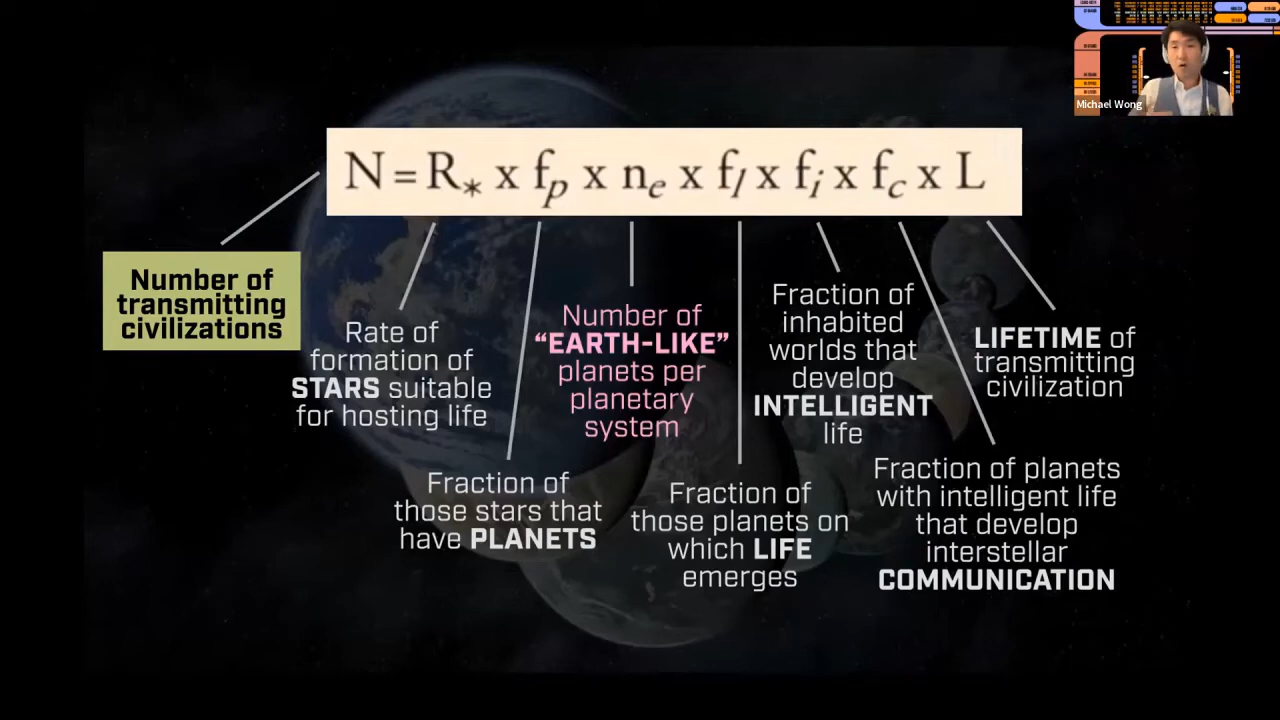 Michael Wong
N=R* x fp x ne x fl x fi x fc x L
Number of
transmitting
civilizations
Rate of
formation of
STARS suitable
for hosting life
Fraction of
those stars that
have PLANETS
Number of
“EARTH-LIKE”
planets per
planetary
system
Fraction of
those planets on
which LIFE
emerges
Fraction of
inhabited
worlds that
develop
INTELLIGENT
life
Fraction of planets
with intelligent life
that develop
interstellar
COMMUNICATION
LIFETIME of
transmitting
civilization